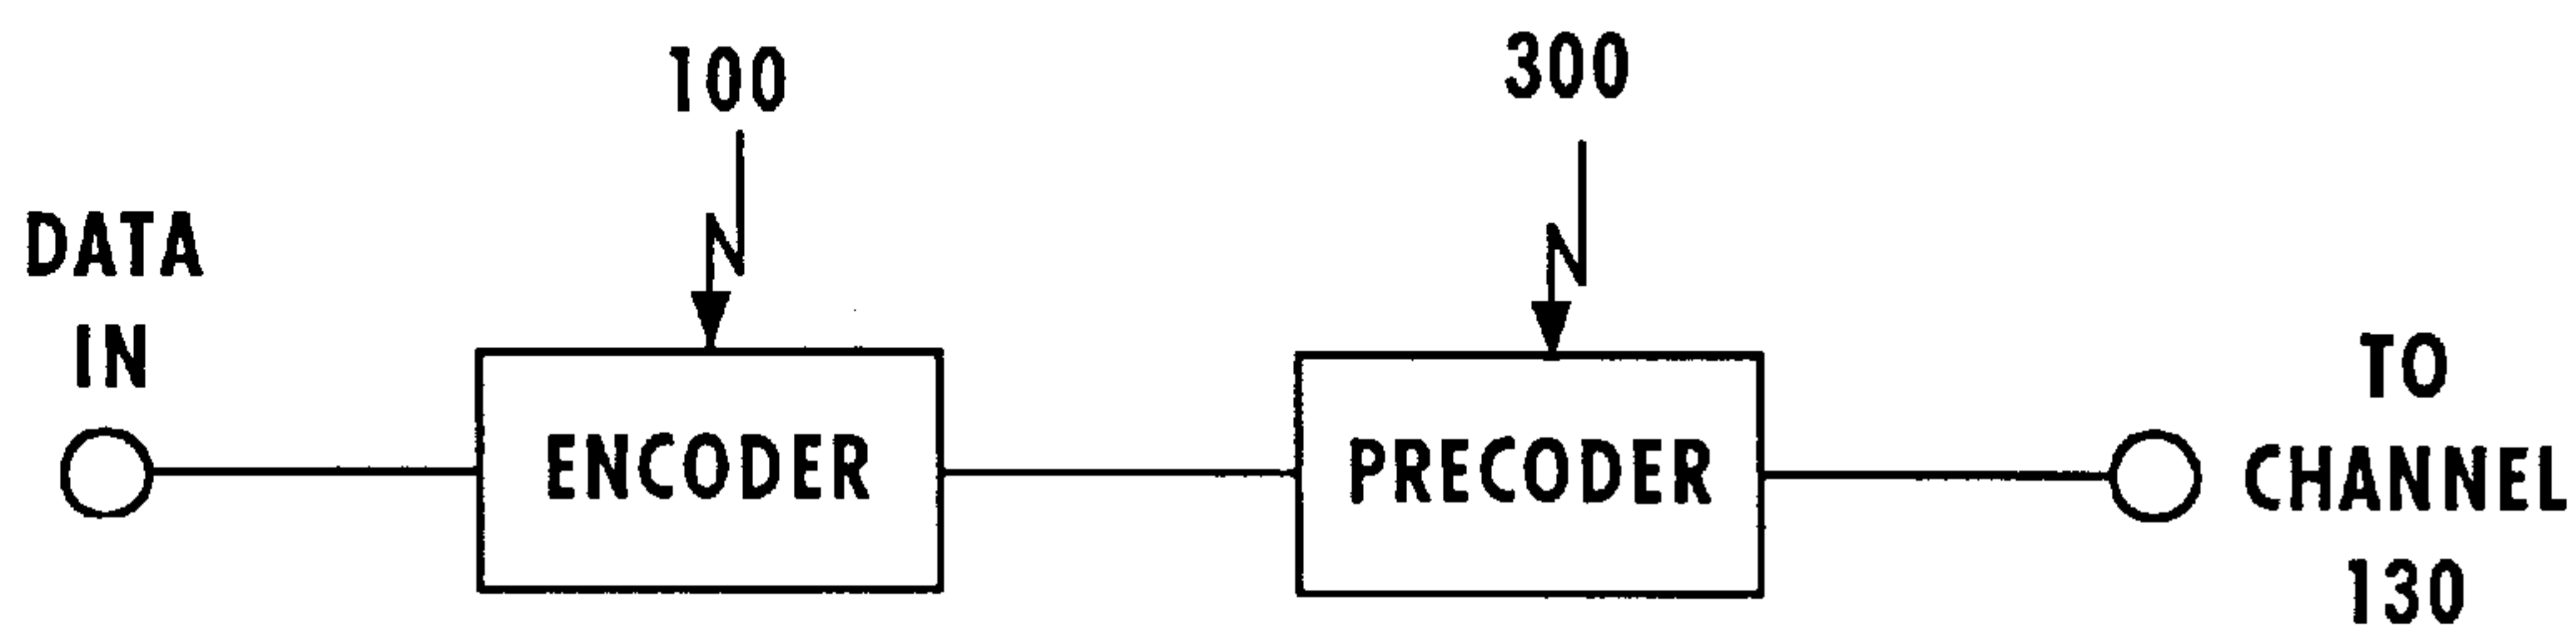 100
300
DATA
IN
ENCODER
PRECODER
TO
CHANNEL
130